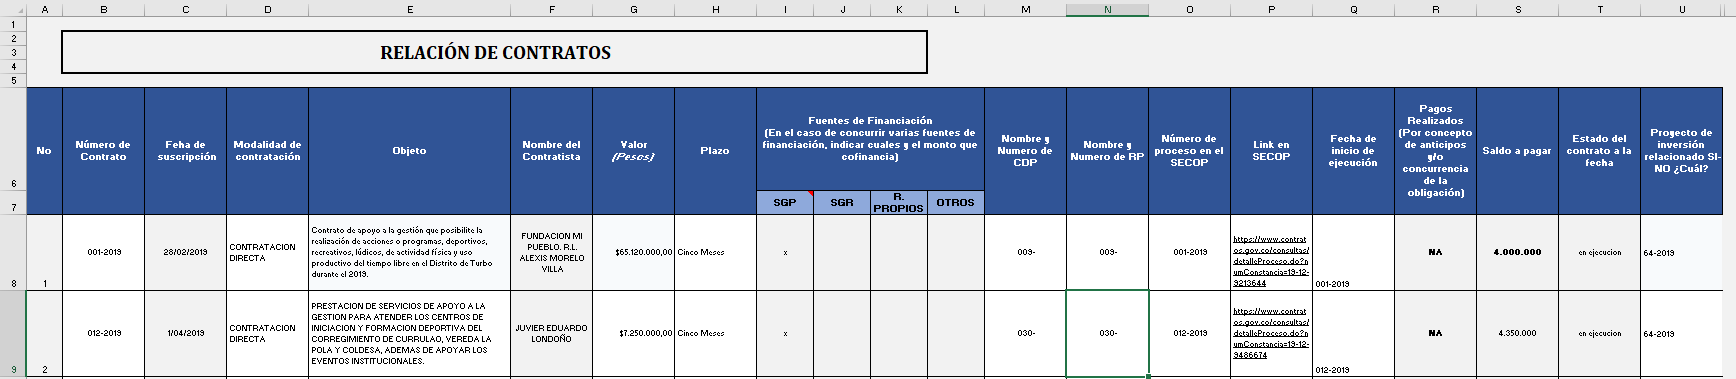 A B C D E F G H I J K L M N O P Q R S T U
1
2
3
4
5
6
7
8
9
RELACIÓN DE CONTRATOS
No
Número de
Contrato
Feha de
suscripción
Modalidad de
contratación
Objeto
Nombre del
Contratista
Valor
(Pesos)
Plazo
Fuentes de Financiación
(En el caso de concurrir varias fuentes de
financiación, indicar cuales y el monto que
cofinancia)
SGP
SGR
R.
PROPIOS
OTROS
Nombre y
Numero de
CDP
Nombre y
Numero de RP
Número de
proceso en el
SECOP
Link en
SECOP
Fecha de
inicio de
ejecución
Pagos
Realizados
(Por concepto
de anticipos
y/o
concurrencia
de la
obligación)
Saldo a pagar
Estado del
contrato a la
fecha
Proyecto de
inversión
relacionado SI-
NO ¿Cuál?
1
001-2019
28/02/2019
CONTRATACION
DIRECTA
Contrato de apoyo a la gestión que posibilite la
realización de acciones o programas, deportivos,
recreativos, lúdicos, de actividad física y uso
productivo del tiempo libre en el Distrito de Turbo
durante el 2019.
FUNDACION MI
PUEBLO. R.L.
ALEXIS MORELO
VILLA
$65.120.000,00
Cinco Meses
x
009-
009-
001-2019
https://www.contrat
os.gov.co/consultas/
detalleProceso.do?n
umConstancia=19-12-
9213644
001-2019
NA
4.000.000
en ejecucion
64-2019
2
012-2019
1/04/2019
CONTRATACION
DIRECTA
PRESTACION DE SERVICIOS DE APOYO A LA
GESTION PARA ATENDER LOS CENTROS DE
INICIACION Y FORMACION DEPORTIVA DEL
CORREGIMIENTO DE CURRULAO, VEREDA LA
POLA Y COLDESA, ADEMAS DE APOYAR LOS
EVENTOS INSTITUCIONALES.
JUVIER EDUARDO
LONDOÑO
$7.250.000,00
Cinco Meses
x
030-
030-
012-2019
https://www.contrat
os.gov.co/consultas/
detalleProceso.do?n
umConstancia=19-12-
9486674
012-2019
NA
4.350.000
en ejecucion
64-2019